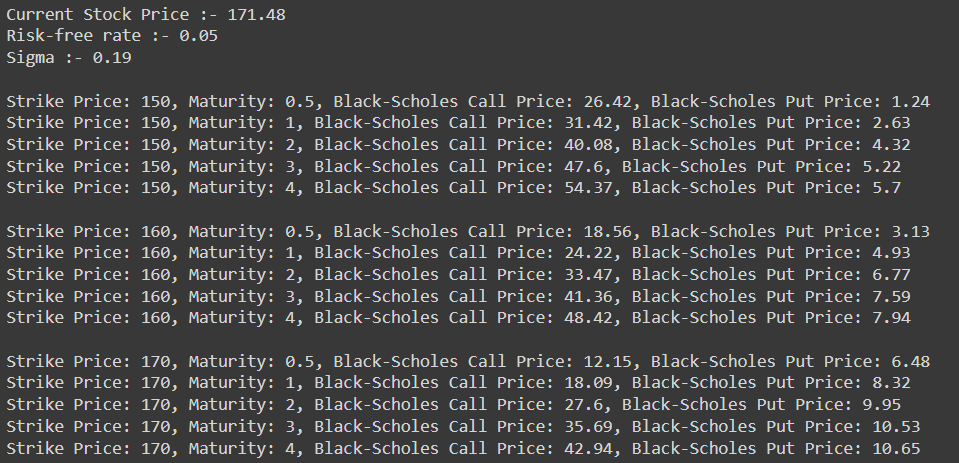 Current Stock Price :- 171.48
Risk-free rate :- 0.05
Sigma :- 0.19
Strike Price: 150, Maturity: 0.5, Black-Scholes Call Price: 26.42, Black-Scholes Put Price: 1.24
Strike Price: 150, Maturity: 1, Black-Scholes Call Price: 31.42, Black-Scholes Put Price: 2.63
Strike Price: 150, Maturity: 2, Black-Scholes Call Price: 40.08, Black-Scholes Put Price: 4.32
Strike Price: 150, Maturity: 3, Black-Scholes Call Price: 47.6, Black-Scholes Put Price: 5.22
Strike Price: 150, Maturity: 4, Black-Scholes Call Price: 54.37, Black-Scholes Put Price: 5.7
Strike Price: 160, Maturity: 0.5, Black-Scholes Call Price: 18.56, Black-Scholes Put Price: 3.13
Strike Price: 160, Maturity: 1, Black-Scholes Call Price: 24.22, Black-Scholes Put Price: 4.93
Strike Price: 160, Maturity: 2, Black-Scholes Call Price: 33.47, Black-Scholes Put Price: 6.77
Strike Price: 160, Maturity: 3, Black-Scholes Call Price: 41.36, Black-Scholes Put Price: 7.59
Strike Price: 160, Maturity: 4, Black-Scholes Call Price: 48.42, Black-Scholes Put Price: 7.94
Strike Price: 170, Maturity: 0.5, Black-Scholes Call Price: 12.15, Black-Scholes Put Price: 6.48
Strike Price: 170, Maturity: 1, Black-Scholes Call Price: 18.09, Black-Scholes Put Price: 8.32
Strike Price: 170, Maturity: 2, Black-Scholes Call Price: 27.6, Black-Scholes Put Price: 9.95
Strike Price: 170, Maturity: 3, Black-Scholes Call Price: 35.69, Black-Scholes Put Price: 10.53
Strike Price: 170, Maturity: 4, Black-Scholes Call Price: 42.94, Black-Scholes Put Price: 10.65